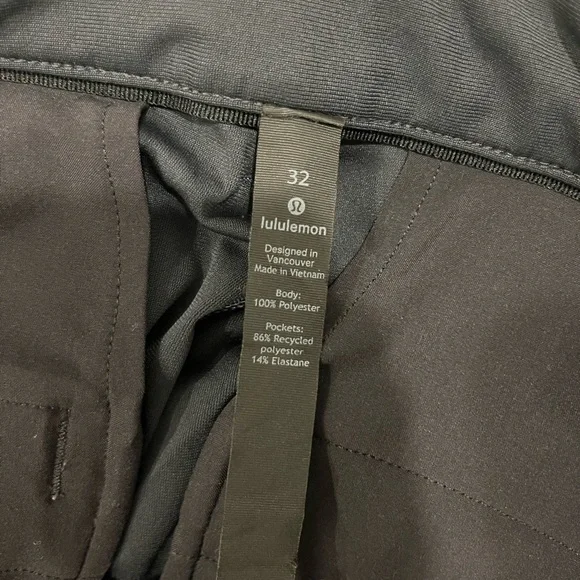 32
lululemon
Designed in
Vancouver
Made in Vietnam
Body:
100% Polyester
Pockets:
86% Recycled
polyester
14% Elastane